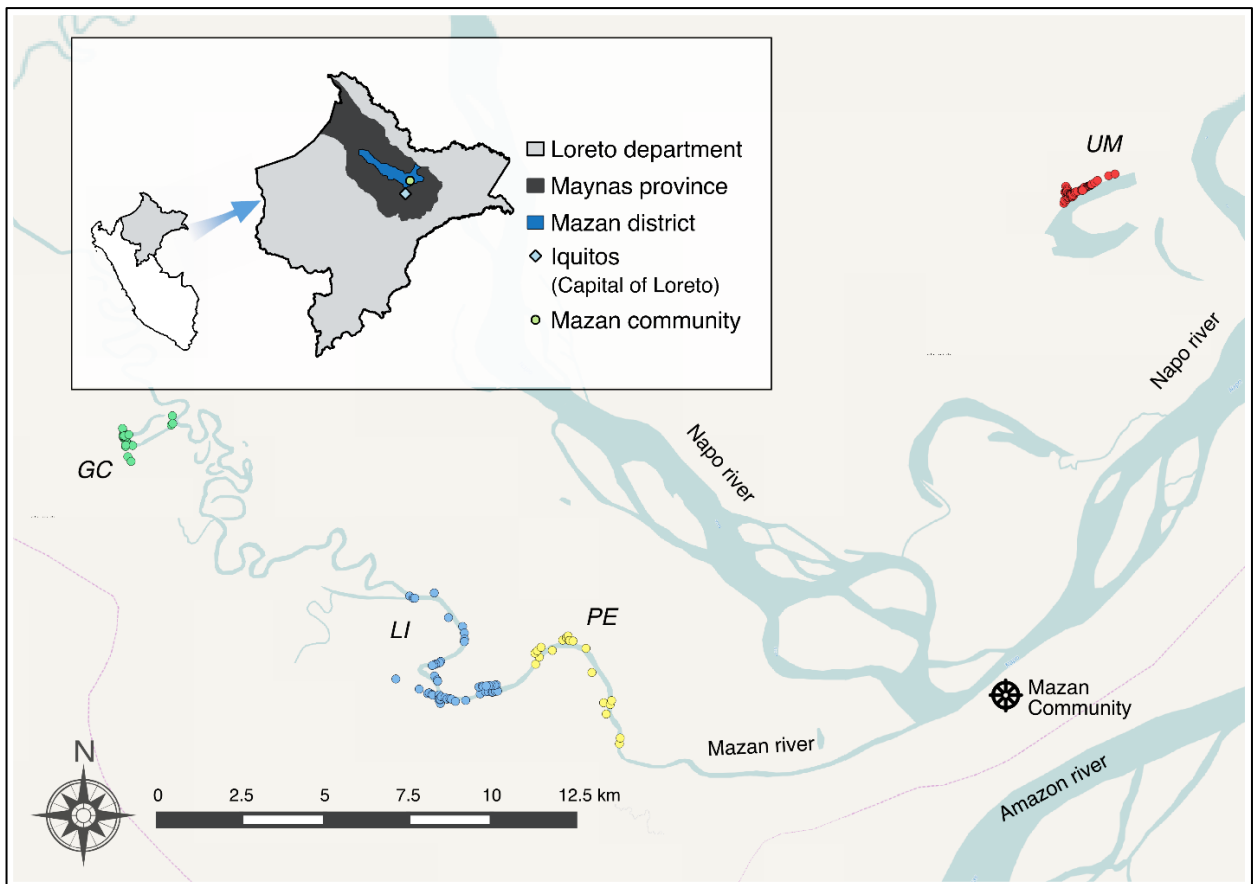 Loreto department
Maynas province
Mazan district
Iquitos
(Capital of Loreto)
Mazan community
UM
Napo river
Napo river
GC
LI
PE
Mazan
Community
Mazan river
Amazon river
N
0 2.5 5 7.5 10 12.5 km